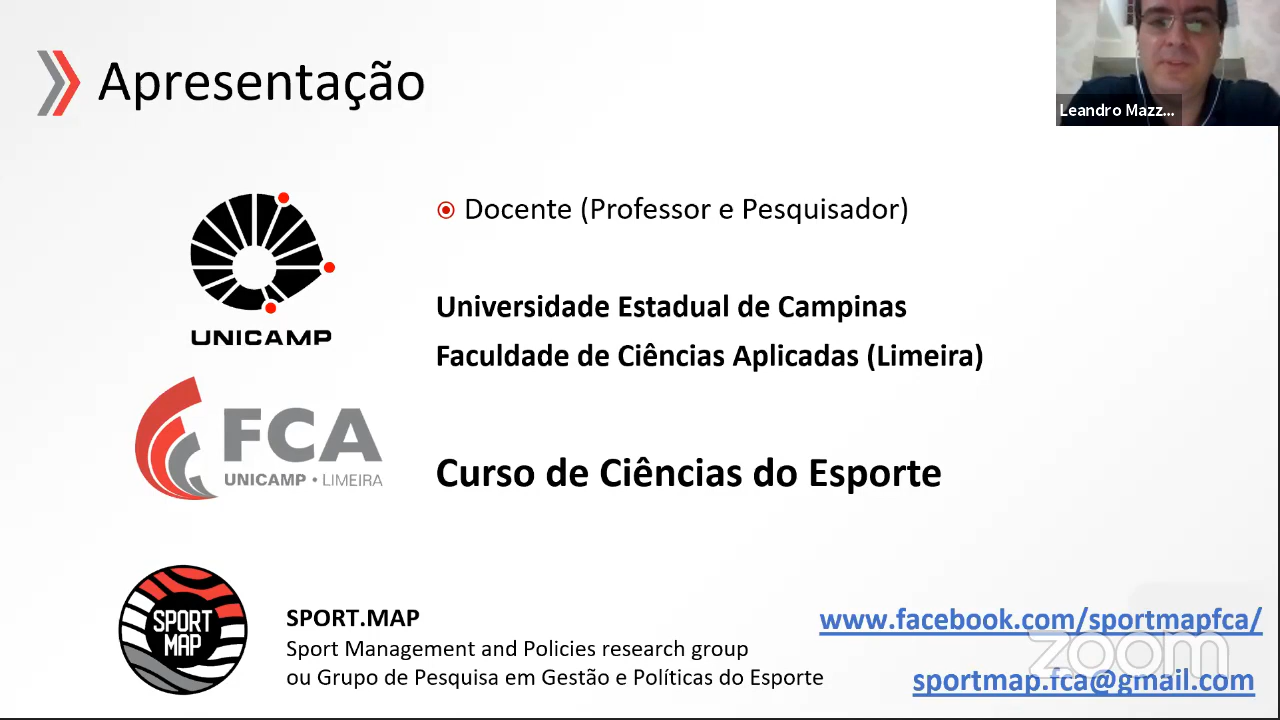 Apresentação
Leandro Mazz...
Docente (Professor e Pesquisador)
UNICAMP
Universidade Estadual de Campinas
Faculdade de Ciências Aplicadas (Limeira)
FCA
UNICAMP • LIMEIRA
Curso de Ciências do Esporte
SPORT
MAP
SPORT.MAP
Sport Management and Policies research group
ou Grupo de Pesquisa em Gestão e Políticas do Esporte
www.facebook.com/sportmapfca/
zoom
sportmap.fca@gmail.com